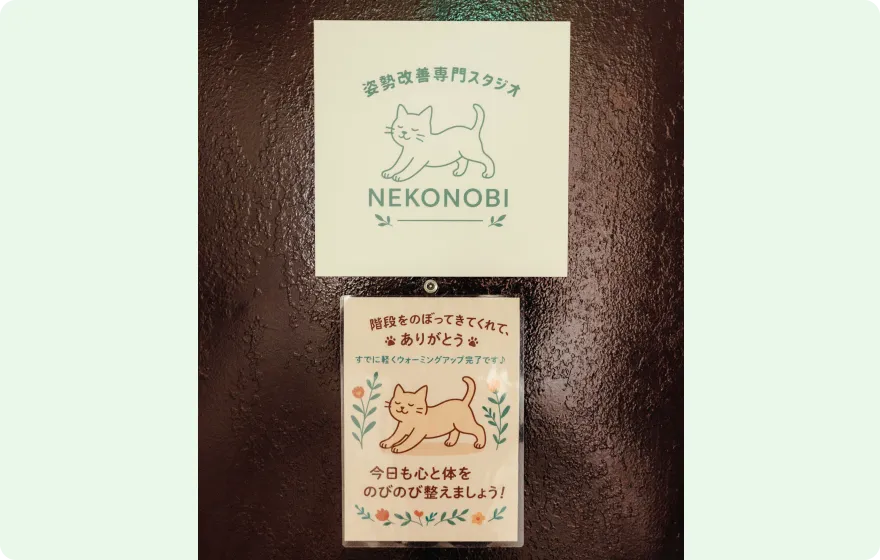 姿勢改善専門スタジオ
NEKONOBI
階段をのぼってきてくれて、
ありがとう
すでに軽くウォーミングアップ完了です♪
今日も心と体を
のびのび整えましょう!